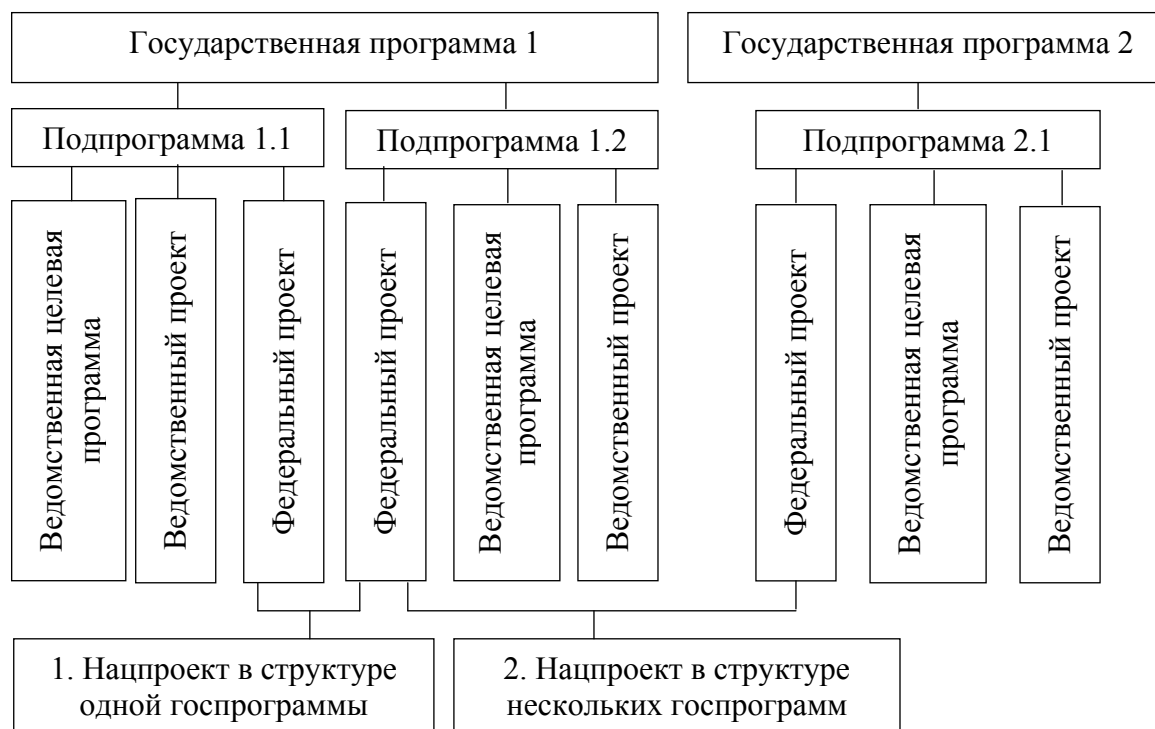 Государственная программа 1
Государственная программа 2
Подпрограмма 1.1
Подпрограмма 1.2
Подпрограмма 2.1
Ведомственная целевая
программа
Ведомственный проект
Федеральный проект
Федеральный проект
Ведомственная целевая
программа
Ведомственный проект
Федеральный проект
Ведомственная целевая
программа
Ведомственный проект
1. Нацпроект в структуре
одной госпрограммы
2. Нацпроект в структуре
нескольких госпрограмм